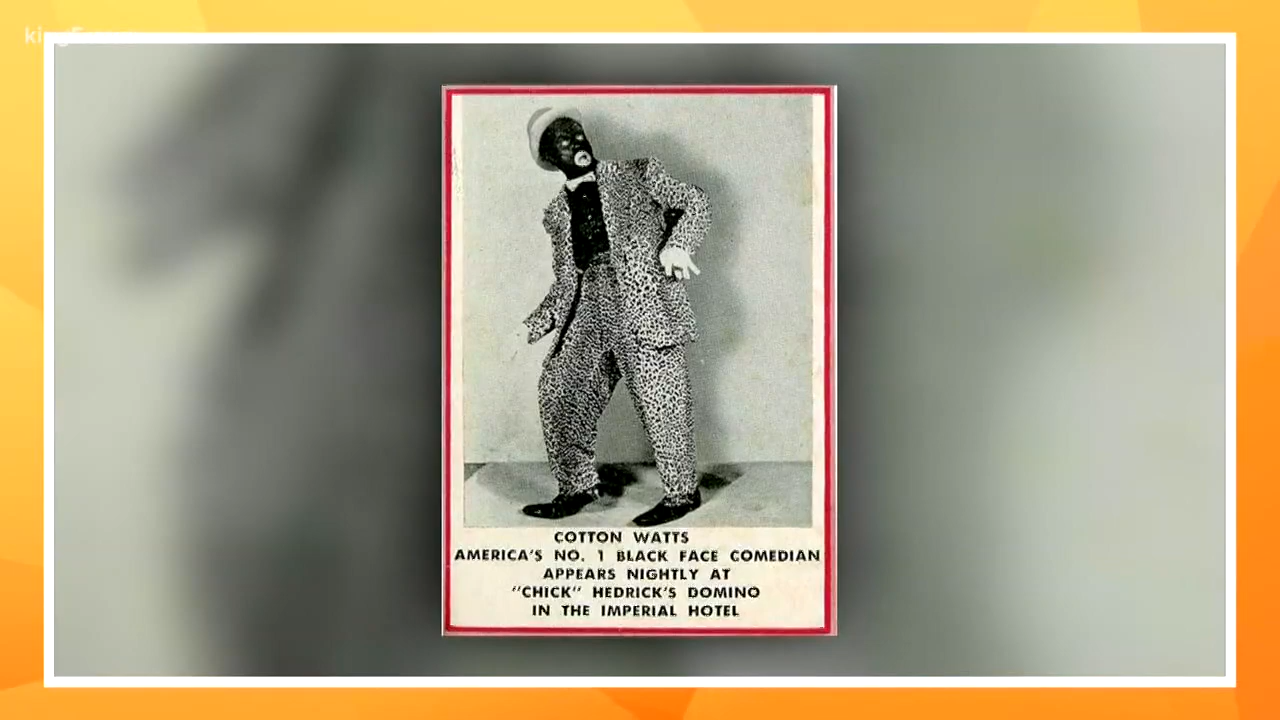 COTTON WATTS
AMERICA'S NO. 1 BLACK FACE COMEDIAN
APPEARS NIGHTLY AT
"CHICK" HEDRICK'S DOMINO
IN THE IMPERIAL HOTEL